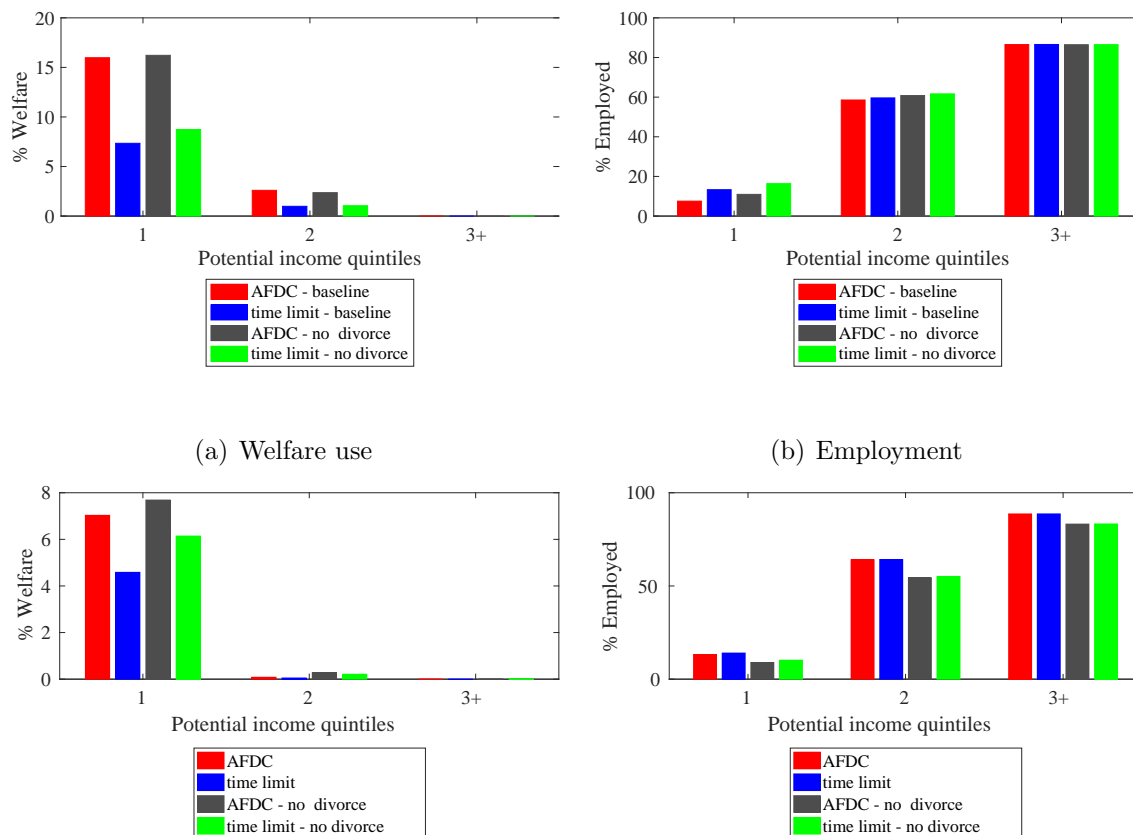 20
15
10
5
0
% Welfare
1 2 3+
Potential income quintiles
AFDC - baseline
time limit - baseline
AFDC - no divorce
time limit - no divorce
100
80
60
40
20
0
% Employed
1 2 3+
Potential income quintiles
AFDC - baseline
time limit - baseline
AFDC - no divorce
time limit - no divorce
(a) Welfare use
(b) Employment
8
6
4
2
0
% Welfare
1 2 3+
Potential income quintiles
AFDC
time limit
AFDC - no divorce
time limit - no divorce
100
50
0
% Employed
1 2 3+
Potential income quintiles
AFDC
time limit
AFDC - no divorce
time limit - no divorce